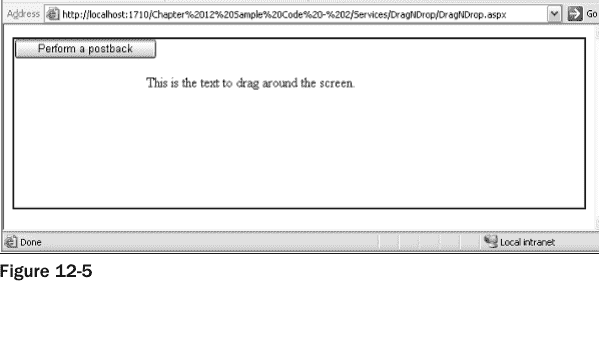 Address http://localhost:1710/Chapter%2012%20Sample%20Code%20-%202/Services/DragNDrop/DragNDrop.aspx Go
Perform a postback
This is the text to drag around the screen.
Done Local intranet
Figure 12-5